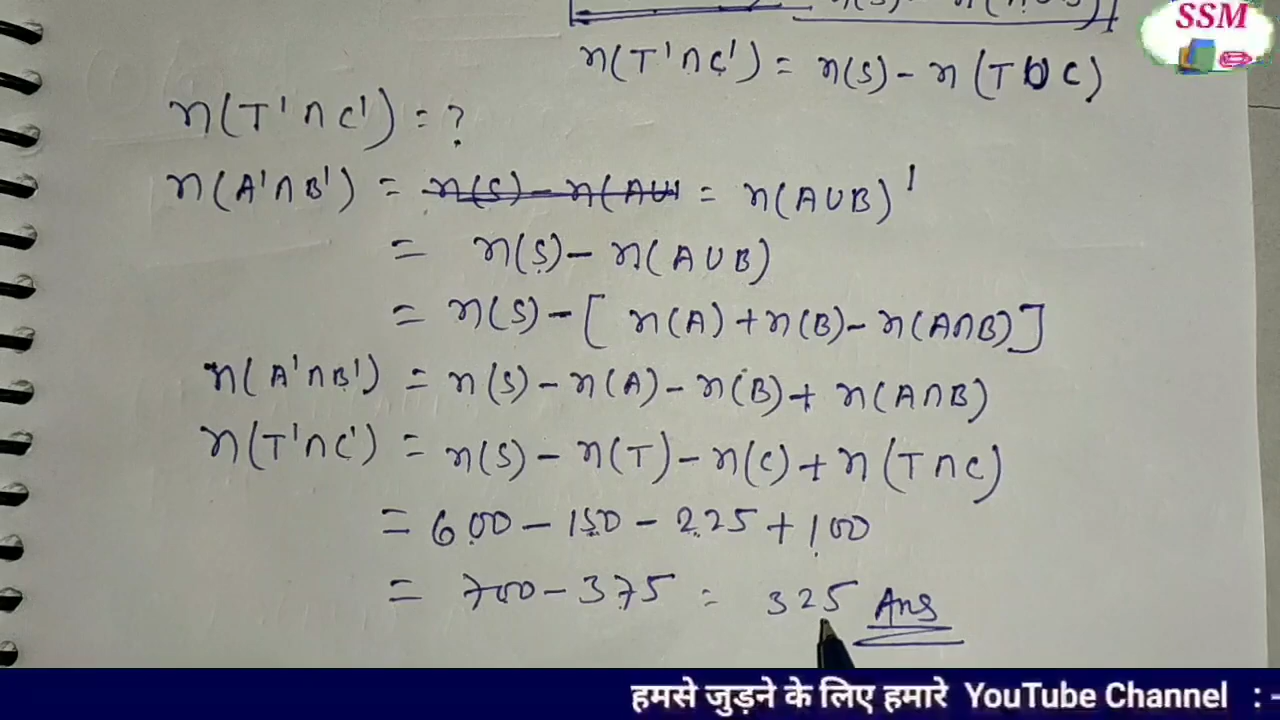 SSM
n(T'∩C') = n(S) - n(T∪C)
n(T'∩C') = ?
n(A'∩B') = n(S) - n(A∪ = n(A∪B)'
= n(S) - n(A∪B)
= n(S) - [ n(A) + n(B) - n(A∩B) ]
n(A'∩B') = n(S) - n(A) - n(B) + n(A∩B)
n(T'∩C') = n(S) - n(T) - n(C) + n(T∩C)
= 600 - 150 - 225 + 100
= 700 - 375 = 325 Ans
हमसे जुड़ने के लिए हमारे YouTube Channel : -